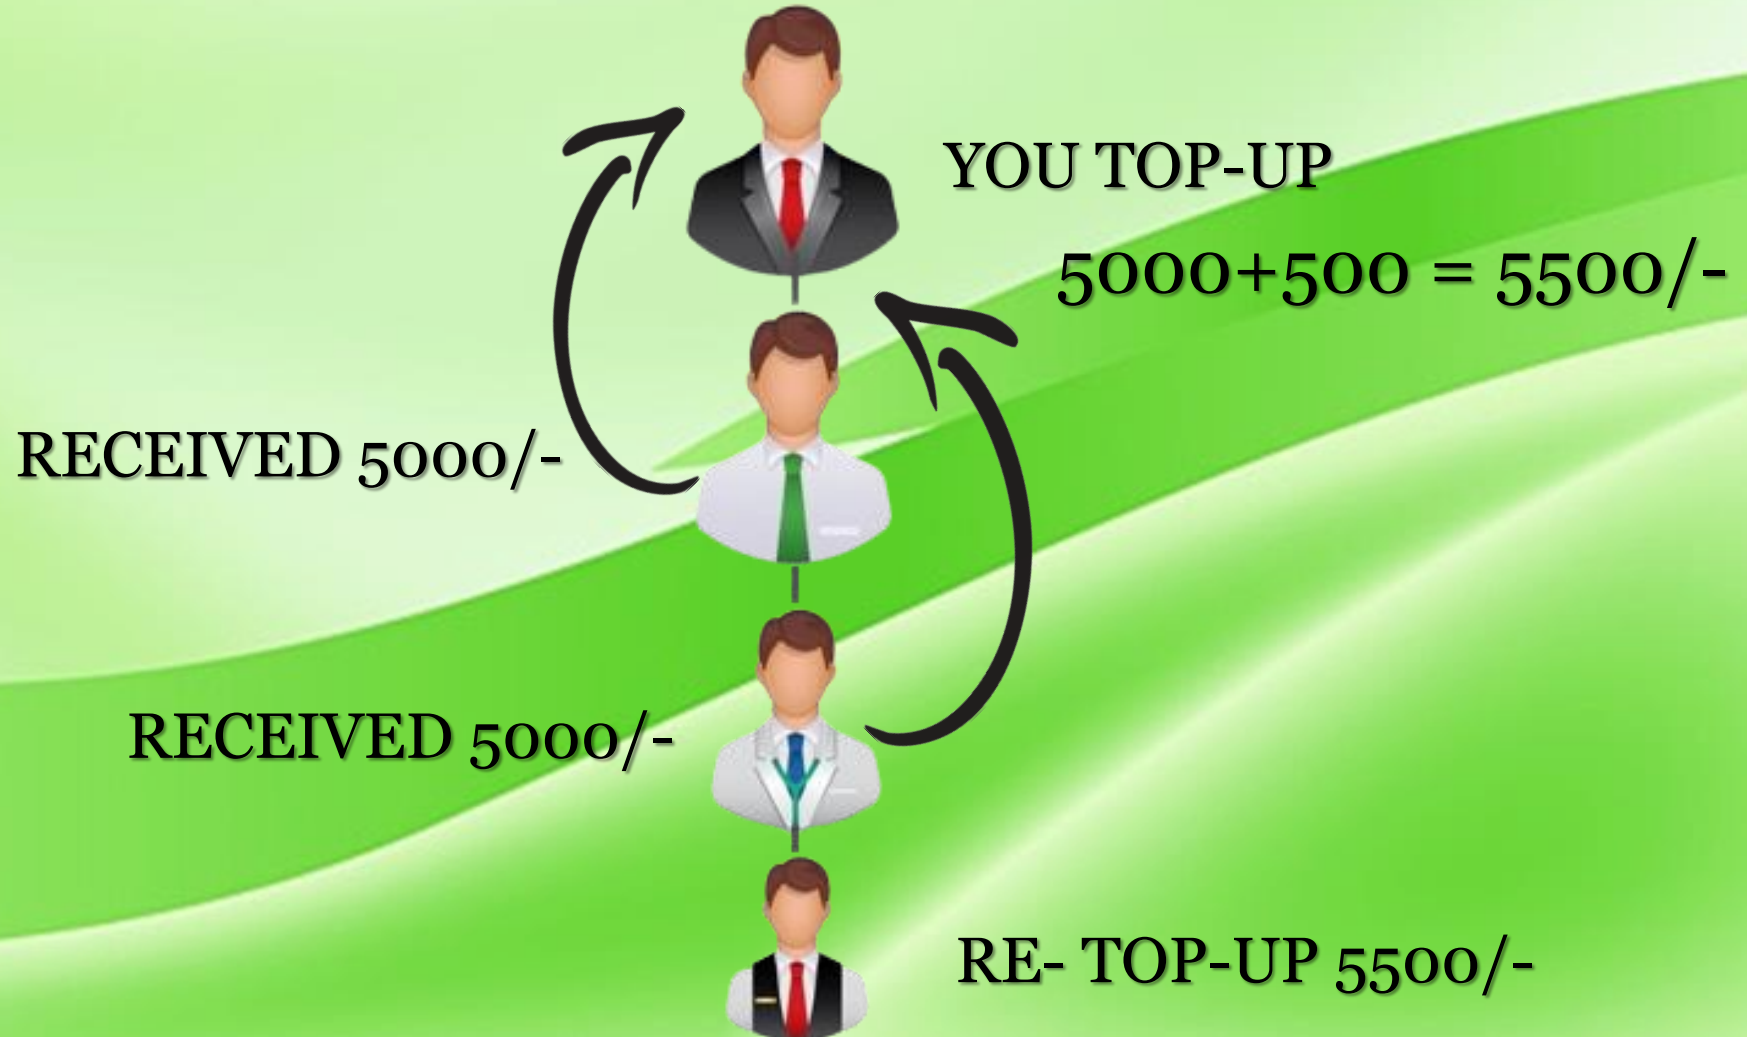 YOU TOP-UP
5000+500 = 5500/-
RECEIVED 5000/-
RECEIVED 5000/-
RE- TOP-UP 5500/-